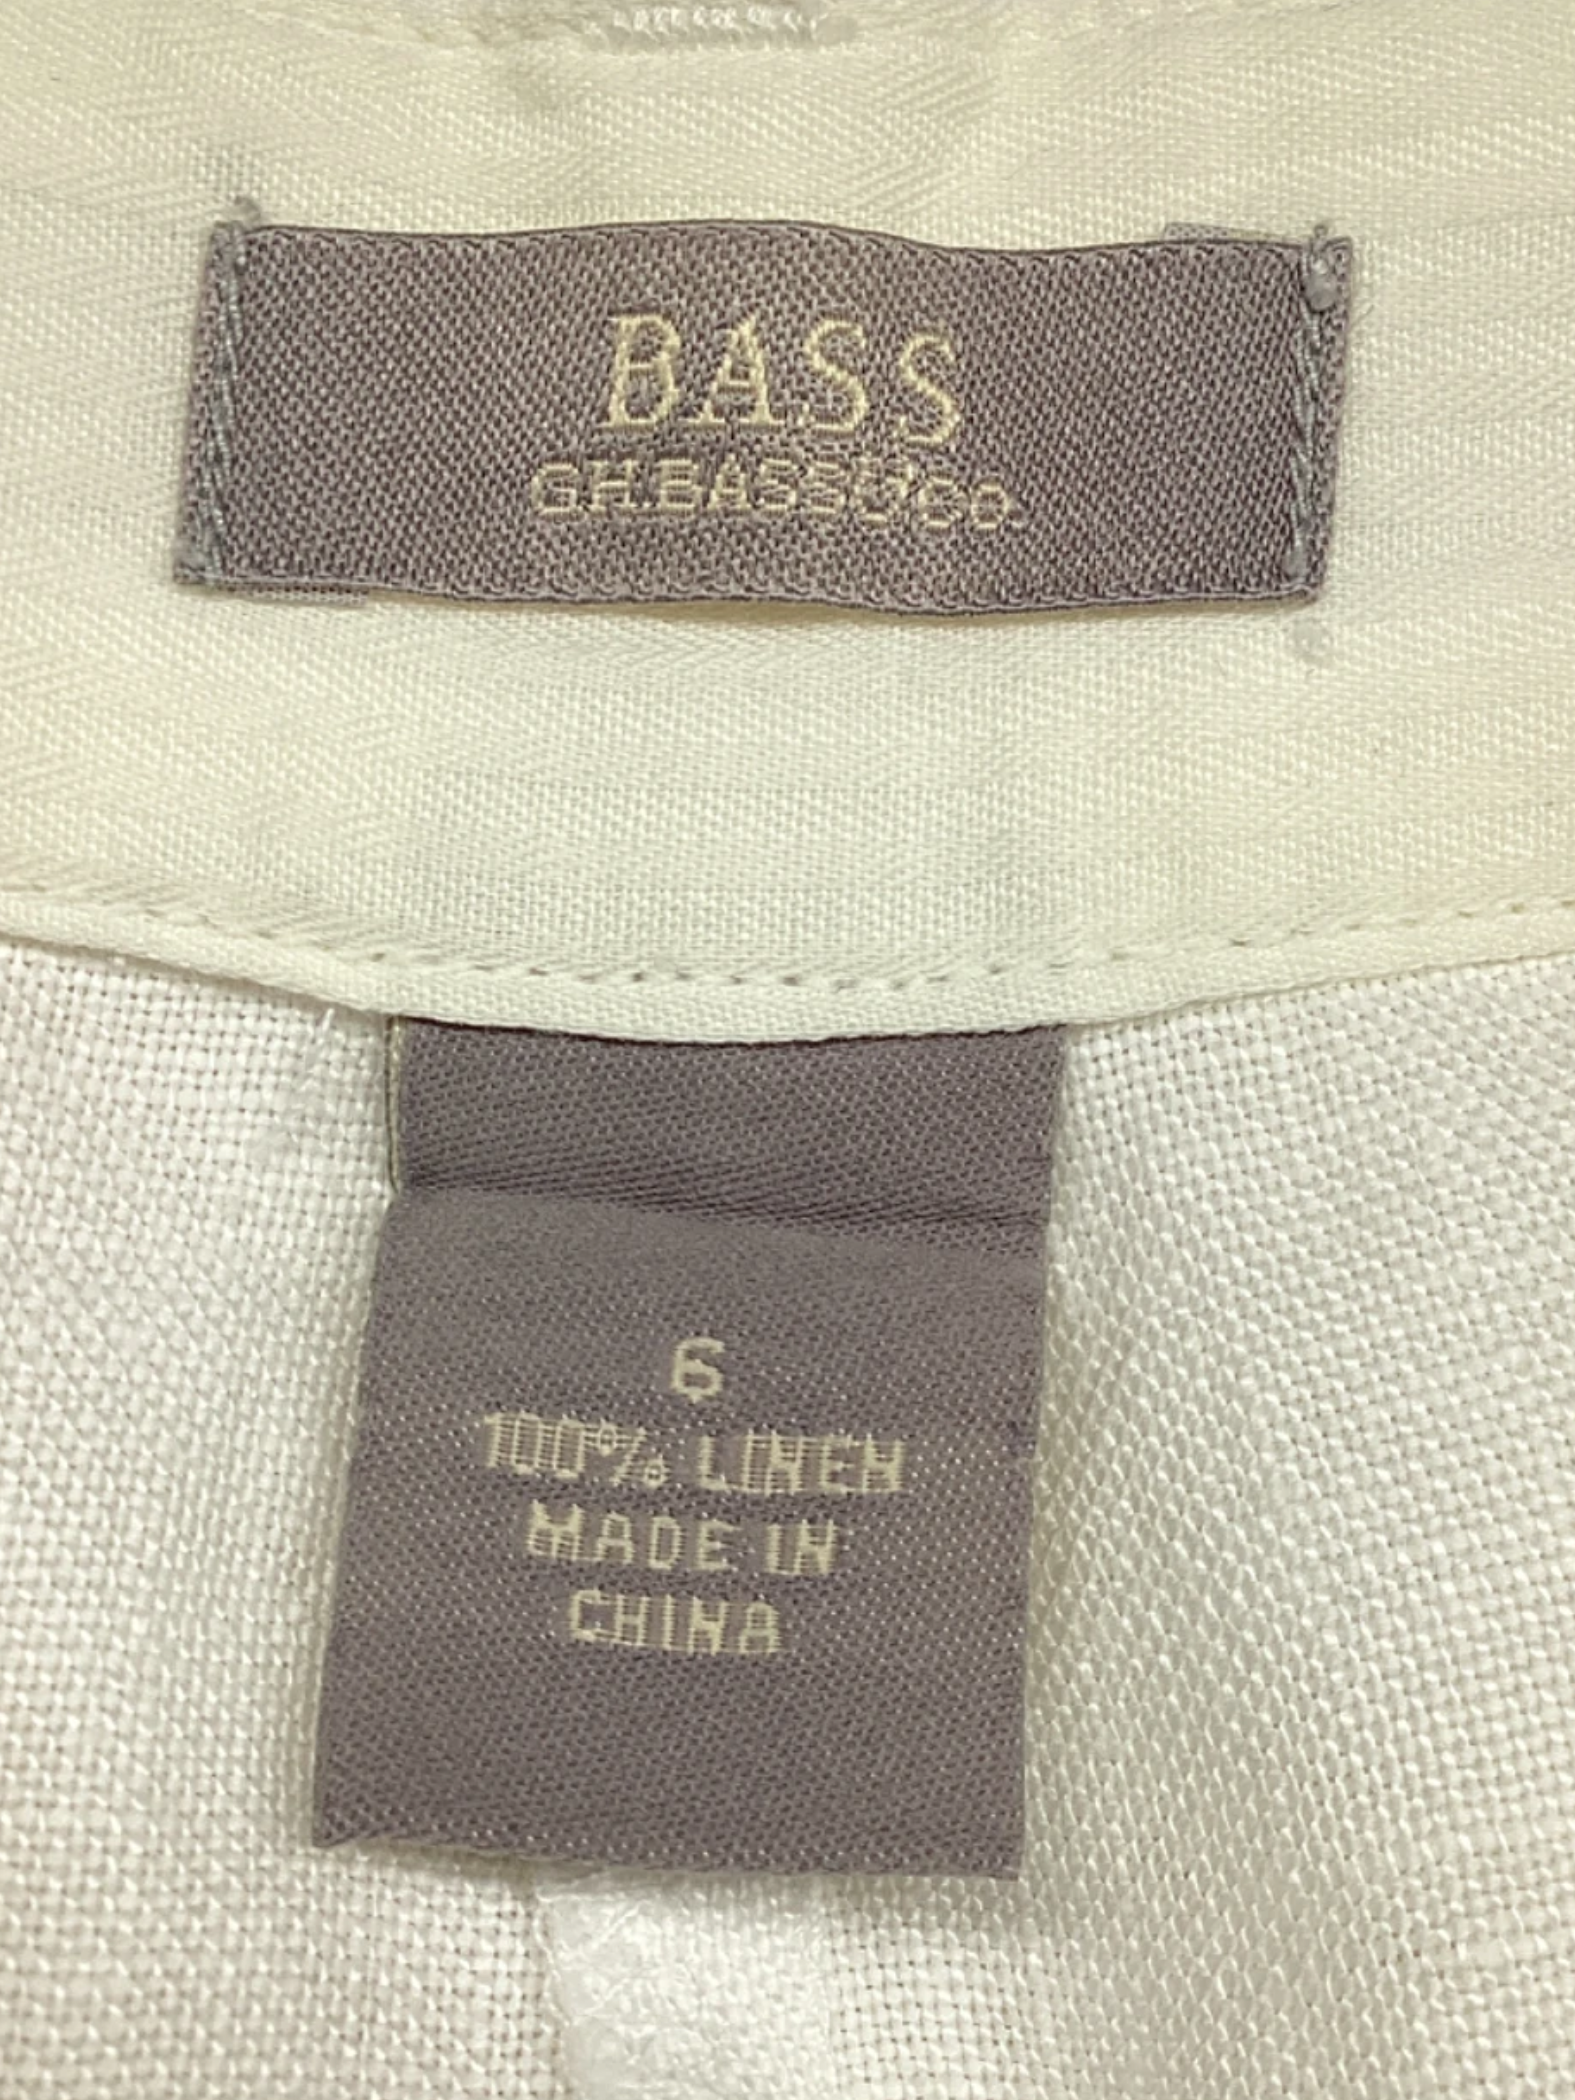 BASS
G.H.BASS & CO.
6
100% LINEN
MADE IN
CHINA